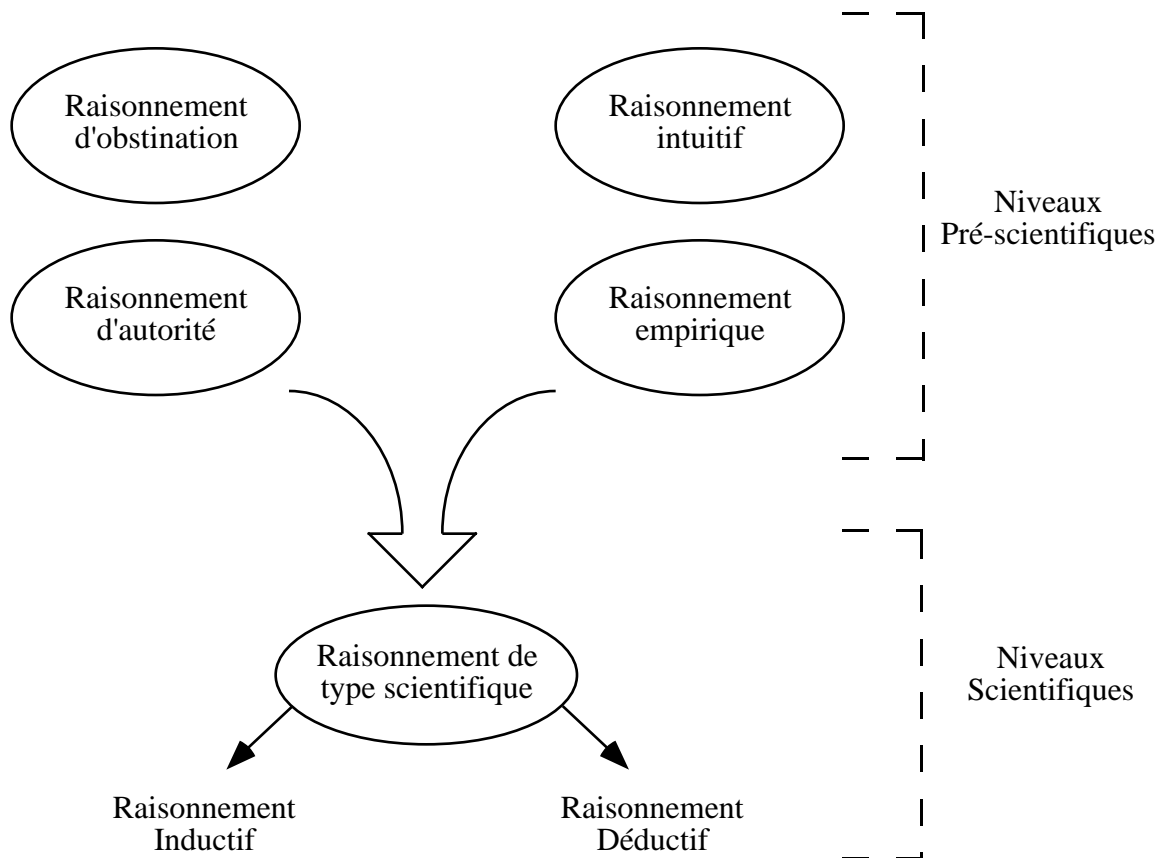 Raisonnement
d'obstination
Raisonnement
intuitif
Niveaux
Pré-scientifiques
Raisonnement
d'autorité
Raisonnement
empirique
Raisonnement de
type scientifique
Niveaux
Scientifiques
Raisonnement
Inductif
Raisonnement
Déductif